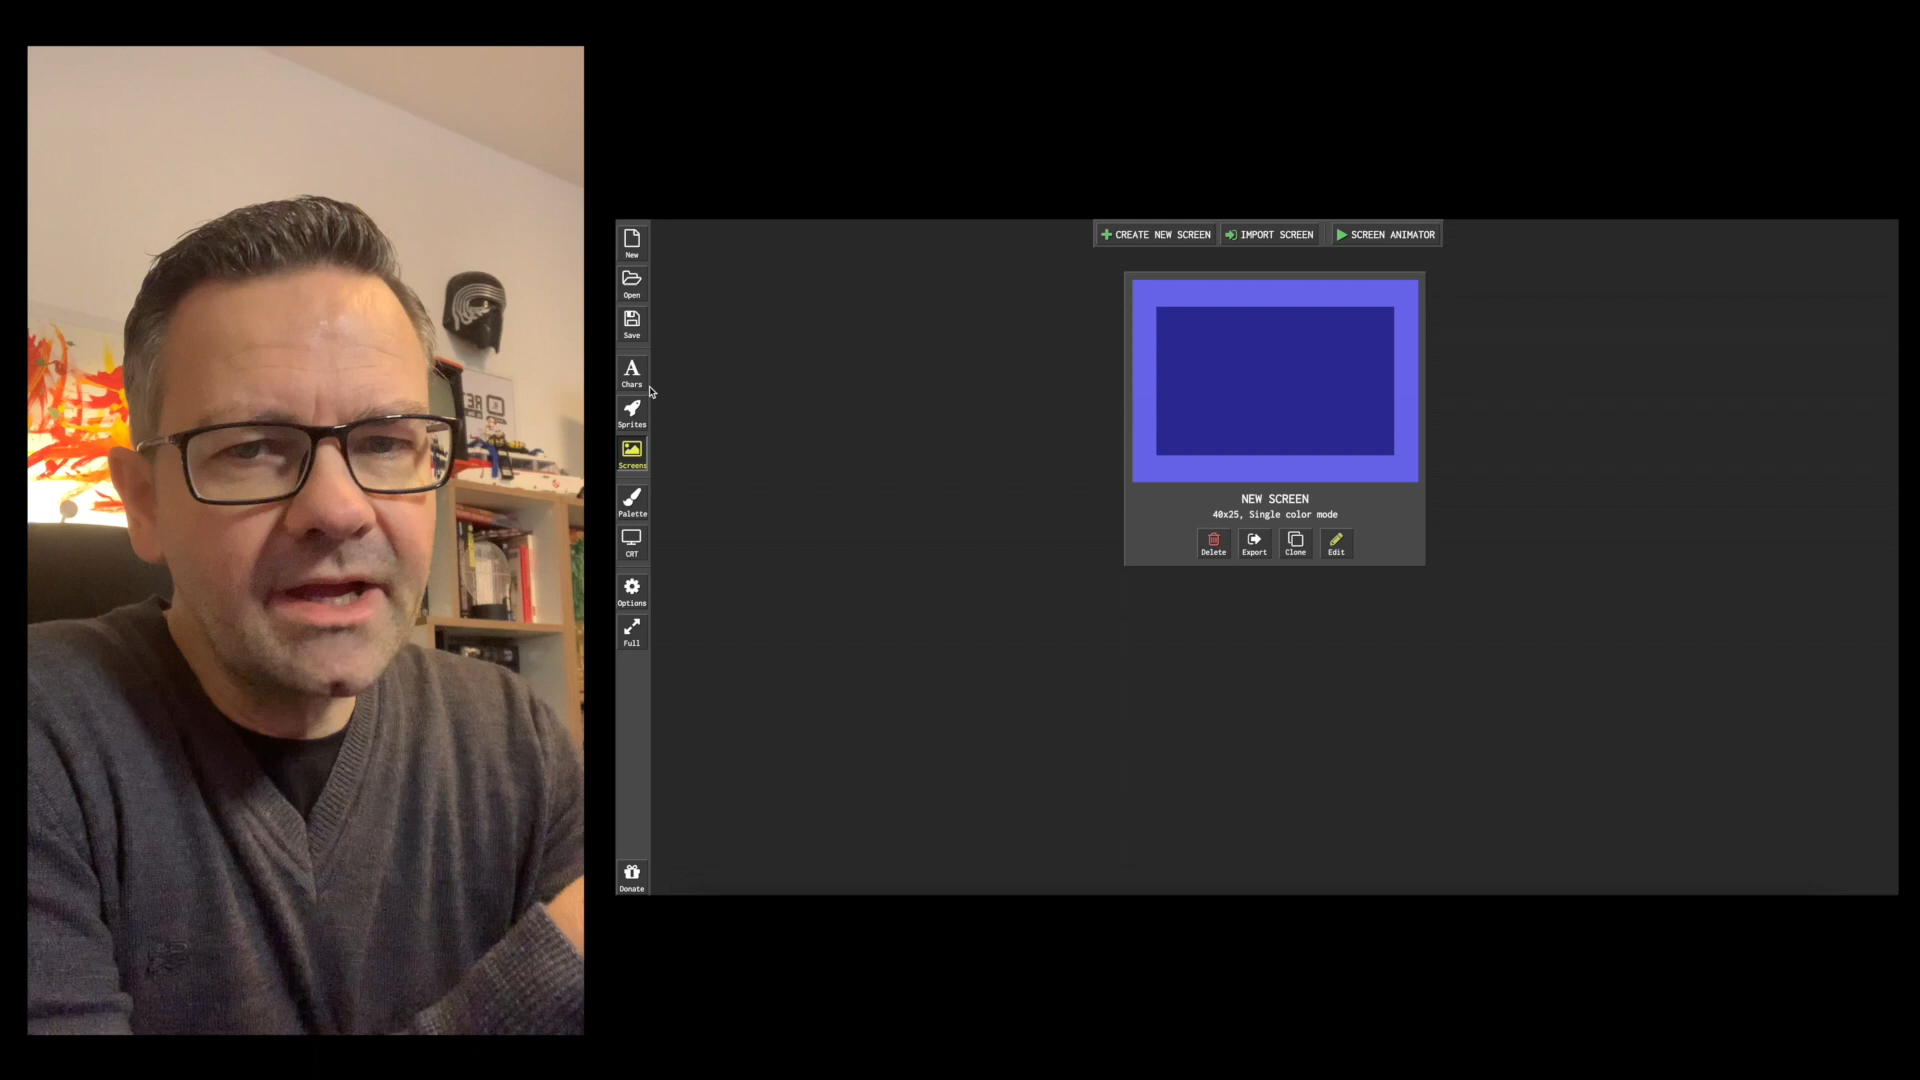 New
Open
Save
Chars
Sprites
Screens
Palette
CRT
Options
Full
Donate
CREATE NEW SCREEN
IMPORT SCREEN
SCREEN ANIMATOR
NEW SCREEN
40x25, Single color mode
Delete
Export
Clone
Edit